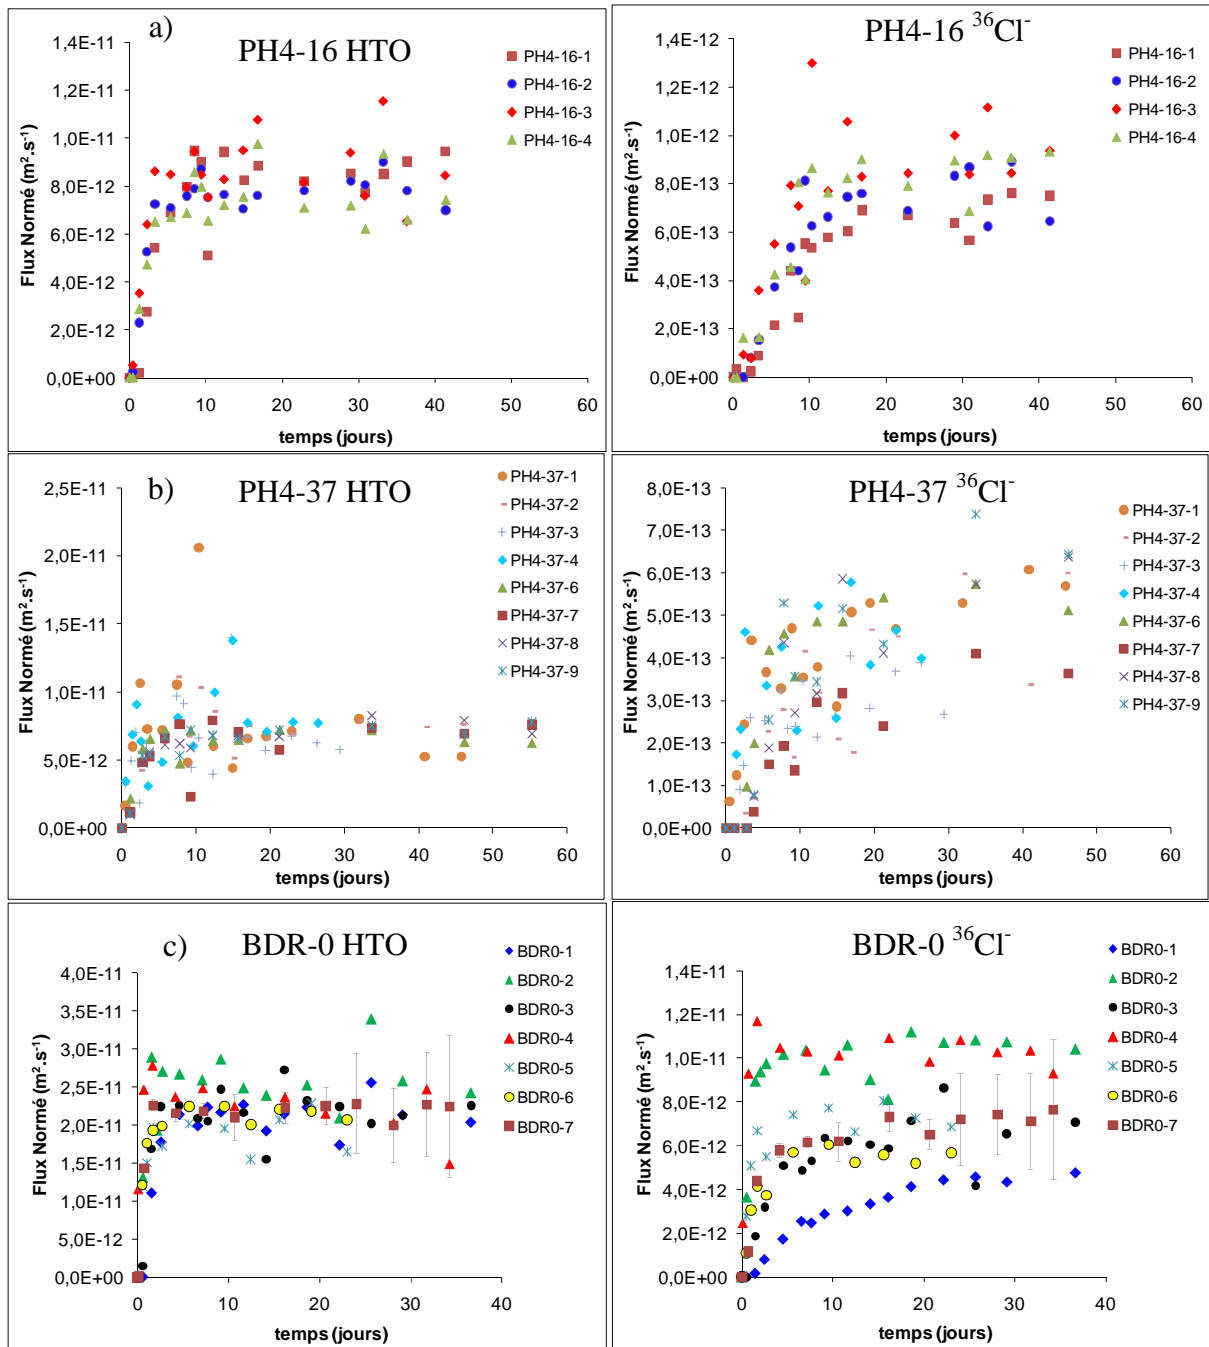 a)
PH4-16 HTO
Flux Normé (m².s⁻¹)
1,4E-11
1,2E-11
1,0E-11
8,0E-12
6,0E-12
4,0E-12
2,0E-12
0,0E+00
0 10 20 30 40 50 60
temps (jours)
PH4-16-1
PH4-16-2
PH4-16-3
PH4-16-4
PH4-16 ³⁶Cl⁻
Flux Normé (m².s⁻¹)
1,4E-12
1,2E-12
1,0E-12
8,0E-13
6,0E-13
4,0E-13
2,0E-13
0,0E+00
0 10 20 30 40 50 60
temps (jours)
PH4-16-1
PH4-16-2
PH4-16-3
PH4-16-4
b)
PH4-37 HTO
Flux Normé (m².s⁻¹)
2,5E-11
2,0E-11
1,5E-11
1,0E-11
5,0E-12
0,0E+00
0 10 20 30 40 50 60
temps (jours)
PH4-37-1
PH4-37-2
PH4-37-3
PH4-37-4
PH4-37-6
PH4-37-7
PH4-37-8
PH4-37-9
PH4-37 ³⁶Cl⁻
Flux Normé (m².s⁻¹)
8,0E-13
7,0E-13
6,0E-13
5,0E-13
4,0E-13
3,0E-13
2,0E-13
1,0E-13
0,0E+00
0 10 20 30 40 50 60
temps (jours)
PH4-37-1
PH4-37-2
PH4-37-3
PH4-37-4
PH4-37-6
PH4-37-7
PH4-37-8
PH4-37-9
c)
BDR-0 HTO
Flux Normé (m².s⁻¹)
4,0E-11
3,5E-11
3,0E-11
2,5E-11
2,0E-11
1,5E-11
1,0E-11
5,0E-12
0,0E+00
0 10 20 30 40
temps (jours)
BDR0-1
BDR0-2
BDR0-3
BDR0-4
BDR0-5
BDR0-6
BDR0-7
BDR-0 ³⁶Cl⁻
Flux Normé (m².s⁻¹)
1,4E-11
1,2E-11
1,0E-11
8,0E-12
6,0E-12
4,0E-12
2,0E-12
0,0E+00
0 10 20 30 40
temps (jours)
BDR0-1
BDR0-2
BDR0-3
BDR0-4
BDR0-5
BDR0-6
BDR0-7